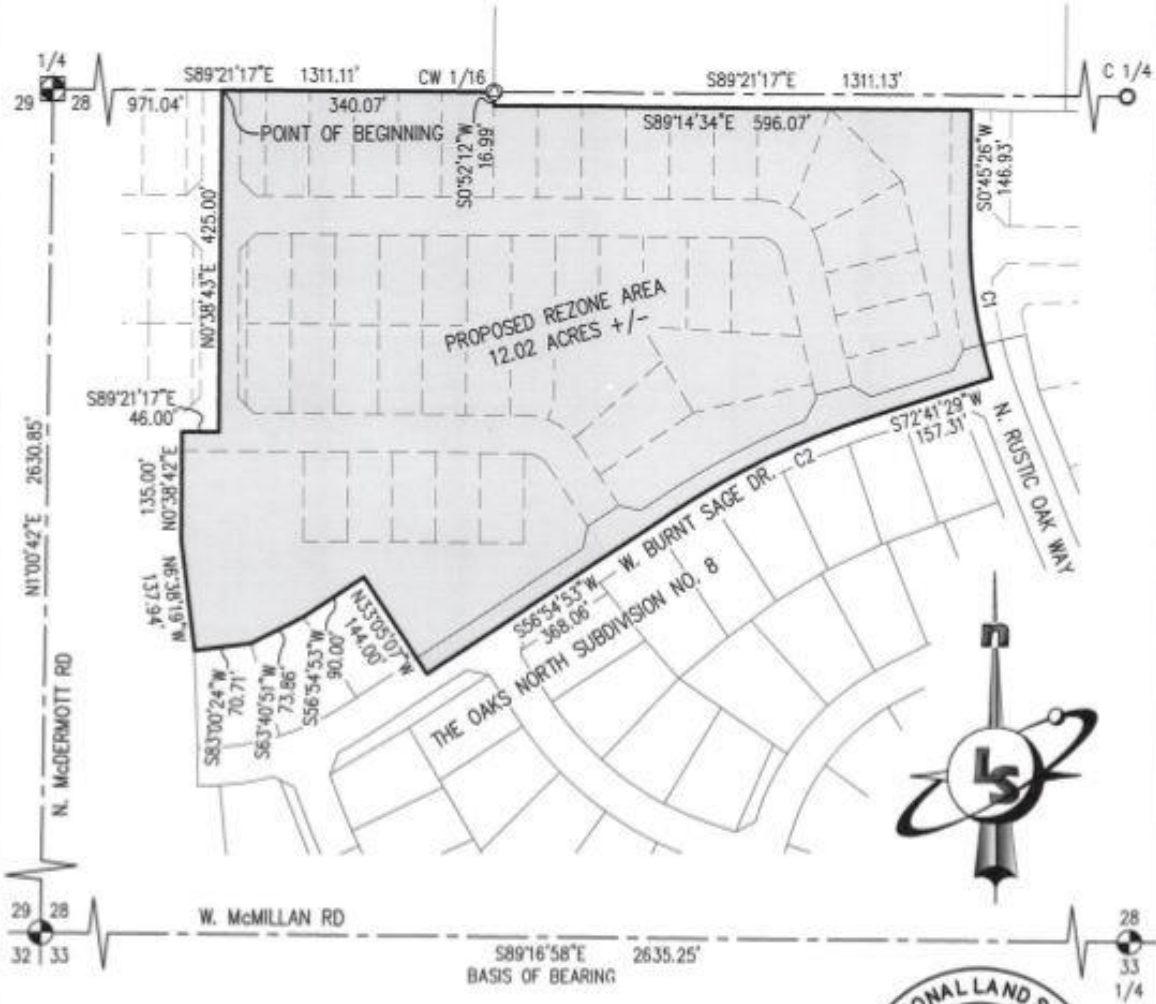 1/4
29 28
S89°21'17"E 1311.11'
CW 1/16
S89°21'17"E 1311.13'
C 1/4
971.04'
340.07'
POINT OF BEGINNING
S0°52'12"W
16.99'
S89°14'34"E 596.07'
S0°45'26"W
146.93'
N0°38'43"E 425.00'
C1
PROPOSED REZONE AREA
12.02 ACRES +/-
S89°21'17"E
46.00'
N1°00'42"E 2630.85'
N0°38'42"E
135.00'
N6°38'19"W
137.94'
S72°41'29"W
157.31'
N. RUSTIC OAK WAY
C2
W. BURNT SAGE DR.
S56°54'53"W
368.06'
THE OAKS NORTH SUBDIVISION NO. 8
N33°05'07"W
144.00'
S56°54'53"W
90.00'
S63°40'51"W
73.86'
S83°00'24"W
70.71'
N. McDERMOTT RD
n
LS
29 28
32 33
W. McMILLAN RD
S89°16'58"E 2635.25'
BASIS OF BEARING
28
33
1/4
ONAL LAND S